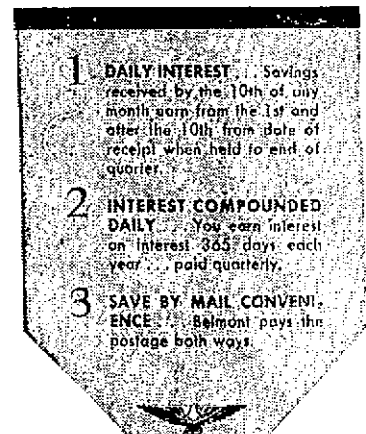 1 DAILY INTEREST . . . Savings
received by the 10th of any
month earn from the 1st and
after the 10th from date of
receipt when held to end of
quarter.
2 INTEREST COMPOUNDED
DAILY . . . You earn interest
on interest 365 days each
year . . . paid quarterly.
3 SAVE BY MAIL CONVENI-
ENCE . . . Belmont pays the
postage both ways.